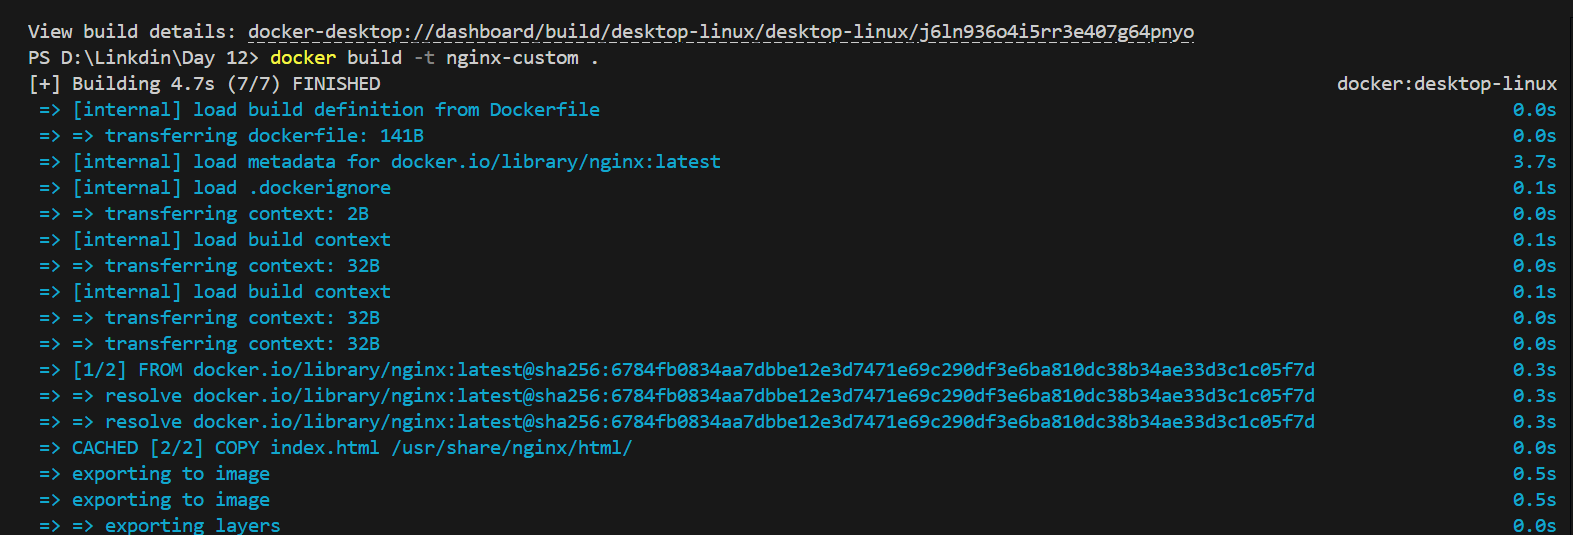 View build details: docker-desktop://dashboard/build/desktop-linux/desktop-linux/j6ln936o4i5rr3e407g64pnyo
PS D:\Linkdin\Day 12> docker build -t nginx-custom .
[+] Building 4.7s (7/7) FINISHED docker:desktop-linux
=> [internal] load build definition from Dockerfile 0.0s
=> => transferring dockerfile: 141B 0.0s
=> [internal] load metadata for docker.io/library/nginx:latest 3.7s
=> [internal] load .dockerignore 0.1s
=> => transferring context: 2B 0.0s
=> [internal] load build context 0.1s
=> => transferring context: 32B 0.0s
=> [internal] load build context 0.1s
=> => transferring context: 32B 0.0s
=> => transferring context: 32B 0.0s
=> [1/2] FROM docker.io/library/nginx:latest@sha256:6784fb0834aa7dbbe12e3d7471e69c290df3e6ba810dc38b34ae33d3c1c05f7d 0.3s
=> => resolve docker.io/library/nginx:latest@sha256:6784fb0834aa7dbbe12e3d7471e69c290df3e6ba810dc38b34ae33d3c1c05f7d 0.3s
=> => resolve docker.io/library/nginx:latest@sha256:6784fb0834aa7dbbe12e3d7471e69c290df3e6ba810dc38b34ae33d3c1c05f7d 0.3s
=> CACHED [2/2] COPY index.html /usr/share/nginx/html/ 0.0s
=> exporting to image 0.5s
=> exporting to image 0.5s
=> => exporting layers 0.0s